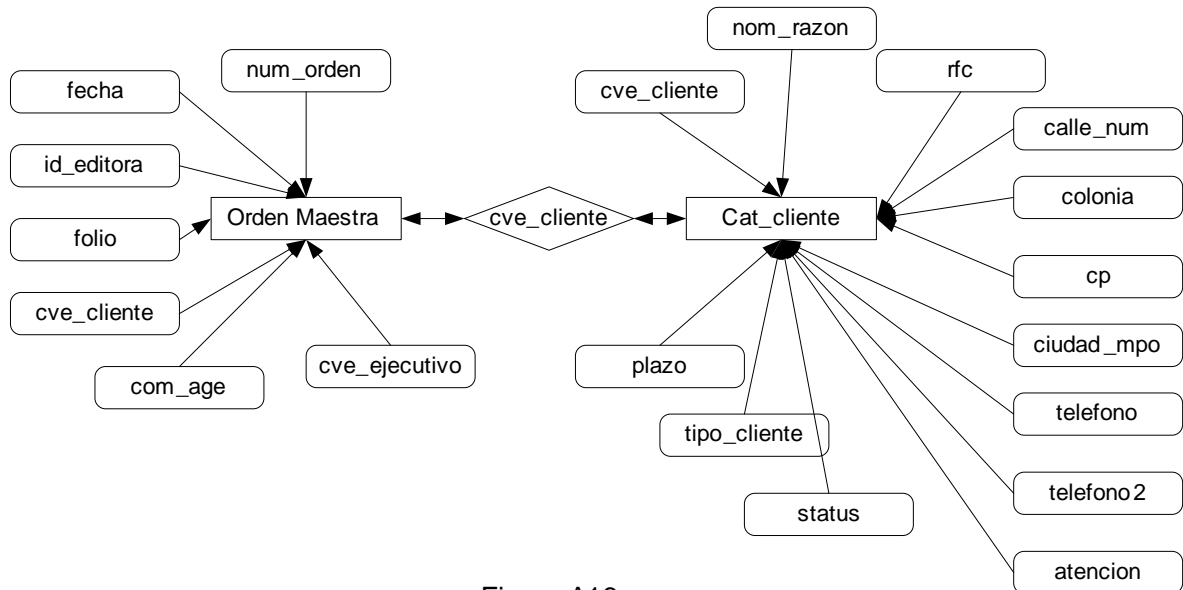 nom_razon
num_orden
rfc
fecha
cve_cliente
calle_num
id_editora
colonia
Orden Maestra
cve_cliente
Cat_cliente
folio
cp
cve_cliente
ciudad_mpo
cve_ejecutivo
plazo
com_age
telefono
tipo_cliente
telefono2
status
atencion